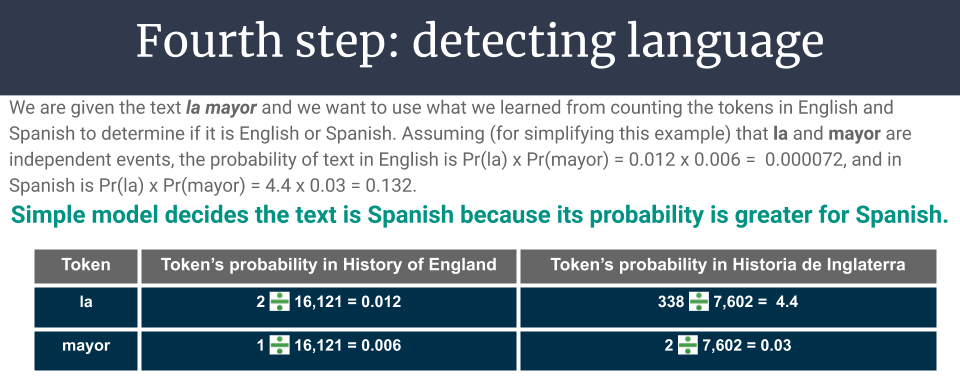 Fourth step: detecting language
We are given the text la mayor and we want to use what we learned from counting the tokens in English and
Spanish to determine if it is English or Spanish. Assuming (for simplifying this example) that la and mayor are
independent events, the probability of text in English is Pr(la) x Pr(mayor) = 0.012 x 0.006 =  0.000072, and in
Spanish is Pr(la) x Pr(mayor) = 4.4 x 0.03 = 0.132.
Simple model decides the text is Spanish because its probability is greater for Spanish.
Token Token's probability in History of England Token's probability in Historia de Inglaterra
la 2 ➗ 16,121 = 0.012 338 ➗ 7,602 =  4.4
mayor 1 ➗ 16,121 = 0.006 2 ➗ 7,602 = 0.03